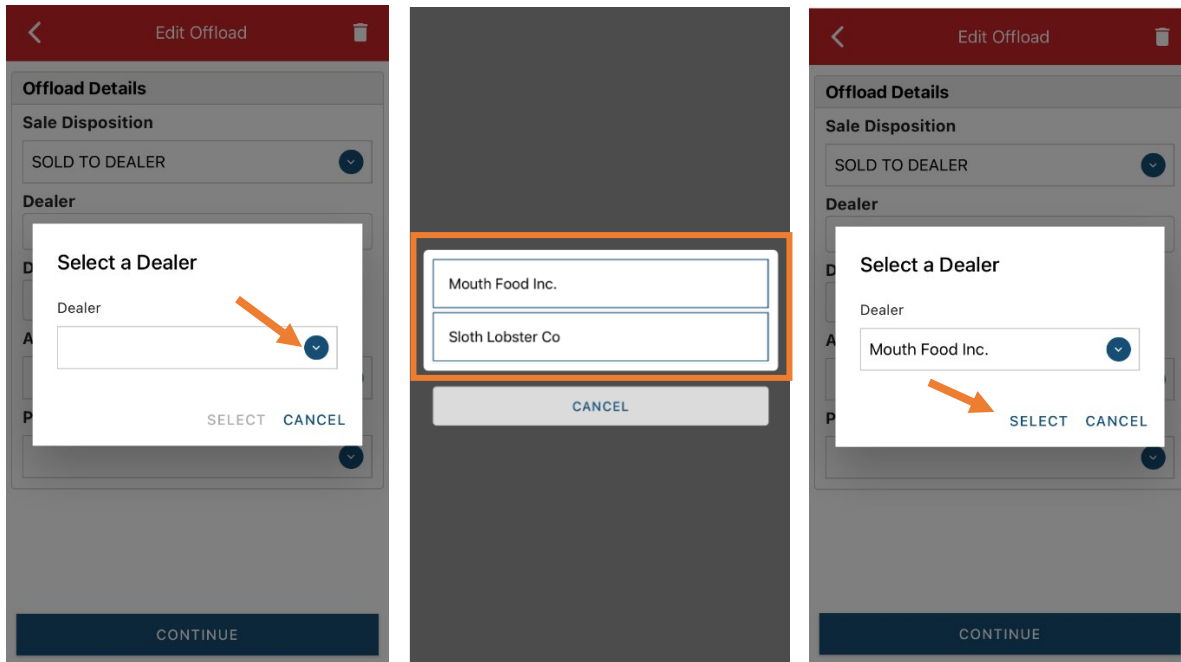 Edit Offload
Offload Details
Sale Disposition
SOLD TO DEALER
Dealer
D
A
P
Select a Dealer
Dealer
SELECT CANCEL
CONTINUE
Mouth Food Inc.
Sloth Lobster Co
CANCEL
Edit Offload
Offload Details
Sale Disposition
SOLD TO DEALER
Dealer
D
A
P
Select a Dealer
Dealer
Mouth Food Inc.
SELECT CANCEL
CONTINUE